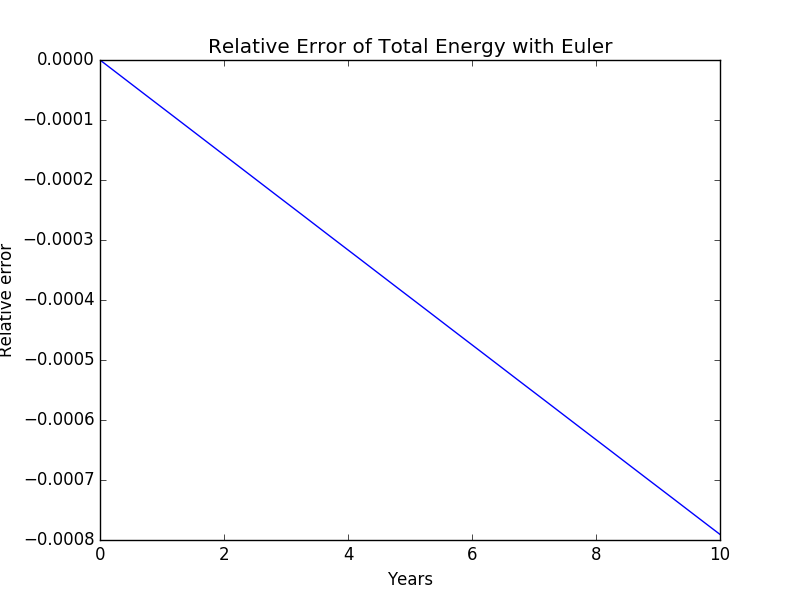 Relative Error of Total Energy with Euler
0.0000
−0.0001
−0.0002
−0.0003
−0.0004
−0.0005
−0.0006
−0.0007
−0.0008
Relative error
0 2 4 6 8 10
Years